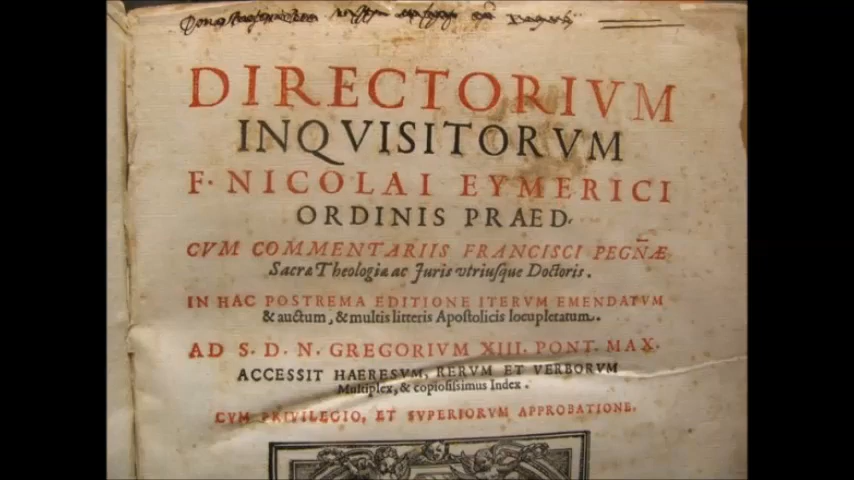 DIRECTORIVM
INQVISITORVM
F. NICOLAI EYMERICI
ORDINIS PRAED.
CVM COMMENTARIIS FRANCISCI PEGÑÆ
Sacræ Theologiæ ac Juris vtriuſque Doctoris.
IN HAC POSTREMA EDITIONE ITERVM EMENDATVM
& auctum, & multis litteris Apoſtolicis locupletatum.
AD S. D. N. GREGORIVM XIII. PONT. MAX.
ACCESSIT HAERESVM, RERVM ET VERBORVM
Multiplex, & copioſiſsimus Index.
CVM PRIVILEGIO, ET SVPERIORVM APPROBATIONE.